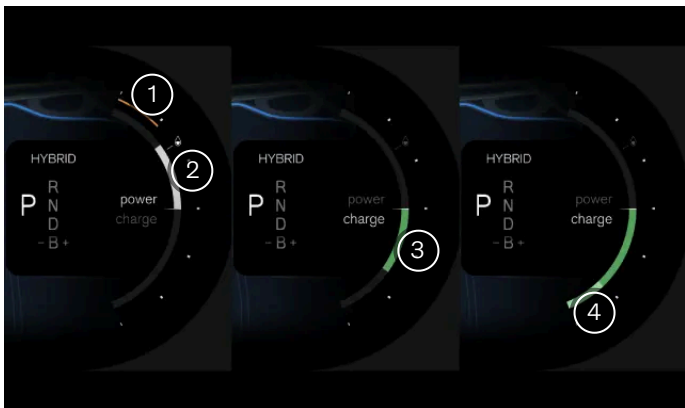 1
2
HYBRID
P
R
N
D
- B +
power
charge
HYBRID
P
R
N
D
- B +
power
charge
3
HYBRID
P
R
N
D
- B +
power
charge
4